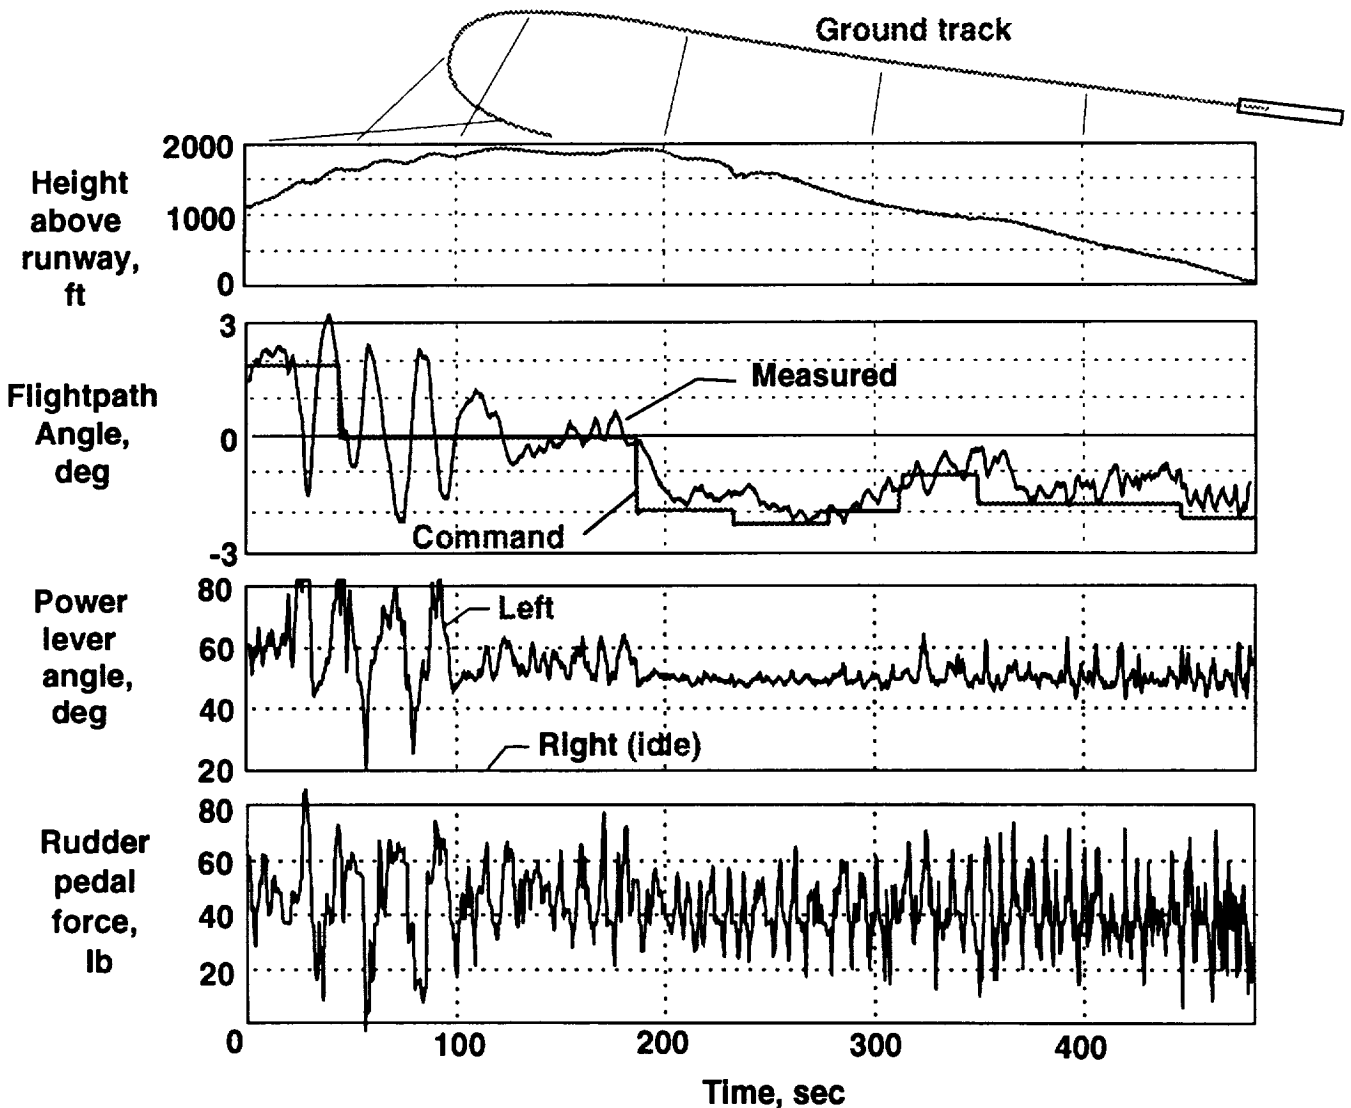 Ground track
Height
above
runway,
ft
2000
1000
0
Flightpath
Angle,
deg
3
0
-3
Measured
Command
Power
lever
angle,
deg
80
60
40
20
Left
Right (idle)
Rudder
pedal
force,
lb
80
60
40
20
0
100
200
300
400
Time, sec